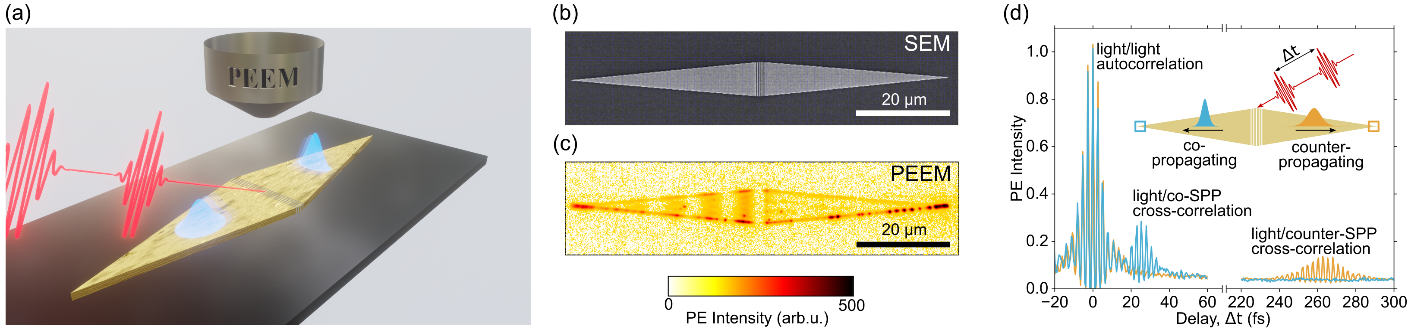 (a)
PEEM
(b)
SEM
20 µm
(c)
PEEM
20 µm
0
500
PE Intensity (arb.u.)
(d)
PE Intensity
1.0
0.8
0.6
0.4
0.2
0.0
light/light
autocorrelation
Δt
co-
propagating
counter-
propagating
light/co-SPP
cross-correlation
light/counter-SPP
cross-correlation
−20 0 20 40 60 220 240 260 280 300
Delay, Δt (fs)